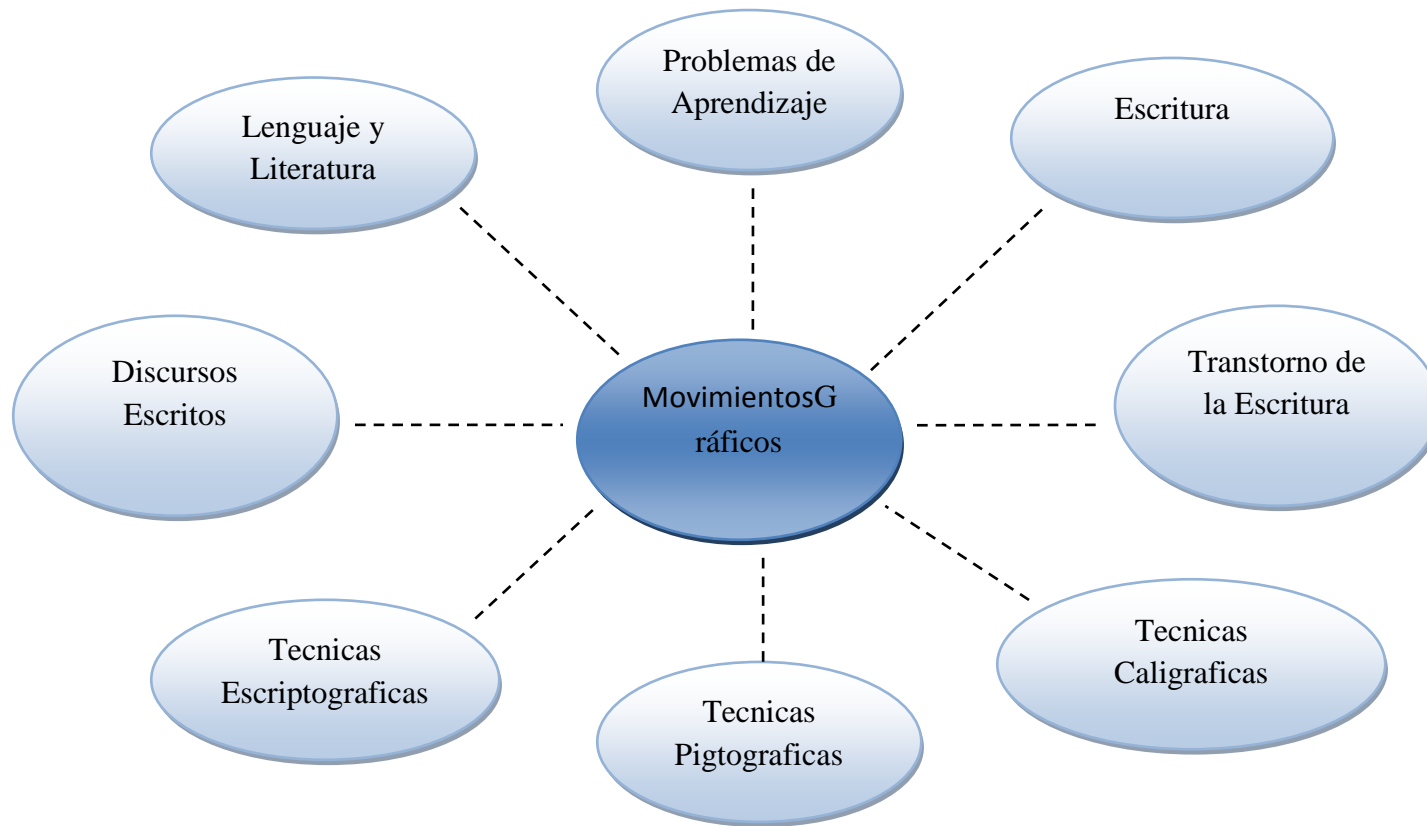 Problemas de
Aprendizaje
Escritura
Lenguaje y
Literatura
Transtorno de
la Escritura
Discursos
Escritos
MovimientosG
ráficos
Tecnicas
Caligraficas
Tecnicas
Escriptograficas
Tecnicas
Pigtograficas